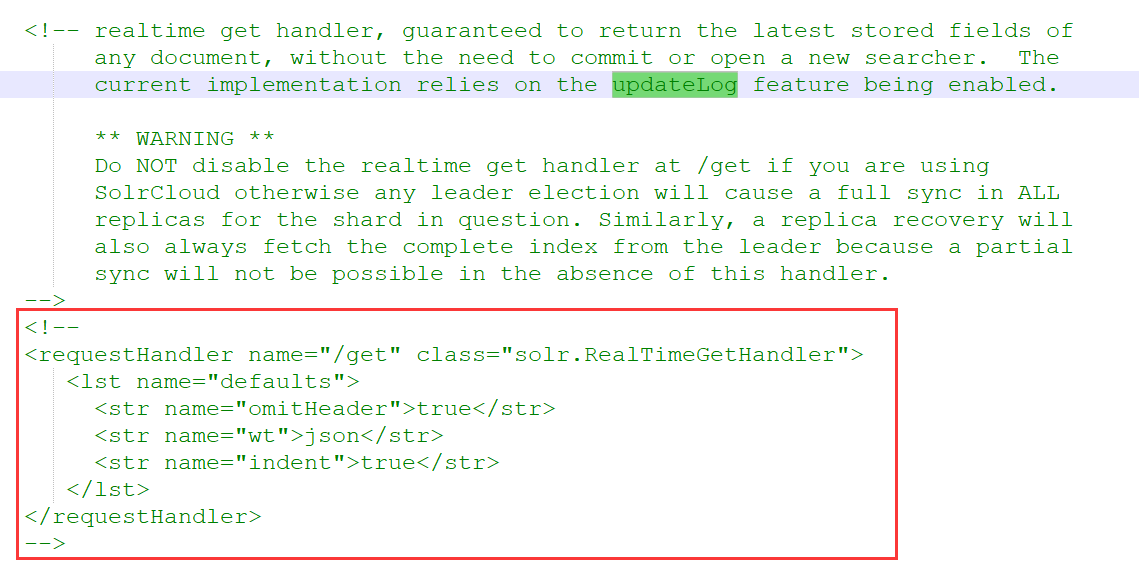 <!-- realtime get handler, guaranteed to return the latest stored fields of
any document, without the need to commit or open a new searcher.  The
current implementation relies on the updateLog feature being enabled.
** WARNING **
Do NOT disable the realtime get handler at /get if you are using
SolrCloud otherwise any leader election will cause a full sync in ALL
replicas for the shard in question. Similarly, a replica recovery will
also always fetch the complete index from the leader because a partial
sync will not be possible in the absence of this handler.
-->
<!--
<requestHandler name="/get" class="solr.RealTimeGetHandler">
<lst name="defaults">
<str name="omitHeader">true</str>
<str name="wt">json</str>
<str name="indent">true</str>
</lst>
</requestHandler>
-->